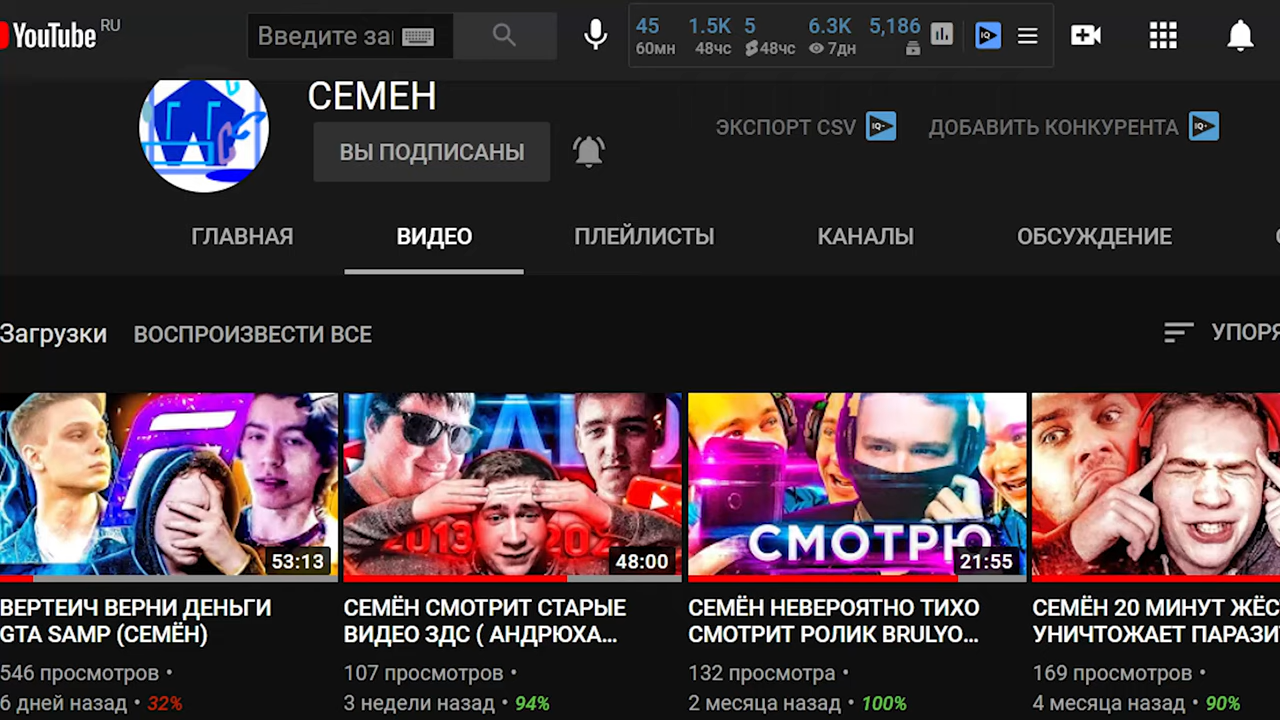 YouTube RU
Введите за
45 1.5K 5 6.3K 5,186
60мн 48чс 48чс 7дн
IQ
СЕМЕН
ВЫ ПОДПИСАНЫ
ЭКСПОРТ CSV IQ
ДОБАВИТЬ КОНКУРЕНТА IQ
ГЛАВНАЯ ВИДЕО ПЛЕЙЛИСТЫ КАНАЛЫ ОБСУЖДЕНИЕ
Загрузки ВОСПРОИЗВЕСТИ ВСЕ
УПОРЯ
2013
СМОТРЮ
53:13 48:00 21:55
ВЕРТЕИЧ ВЕРНИ ДЕНЬГИ
GTA SAMP (СЕМЁН)
546 просмотров •
6 дней назад • 32%
СЕМЁН СМОТРИТ СТАРЫЕ
ВИДЕО ЗДС ( АНДРЮХА...
107 просмотров •
3 недели назад • 94%
СЕМЁН НЕВЕРОЯТНО ТИХО
СМОТРИТ РОЛИК BRULYO...
132 просмотра •
2 месяца назад • 100%
СЕМЁН 20 МИНУТ ЖЁС
УНИЧТОЖАЕТ ПАРАЗИ
169 просмотров •
4 месяца назад • 90%